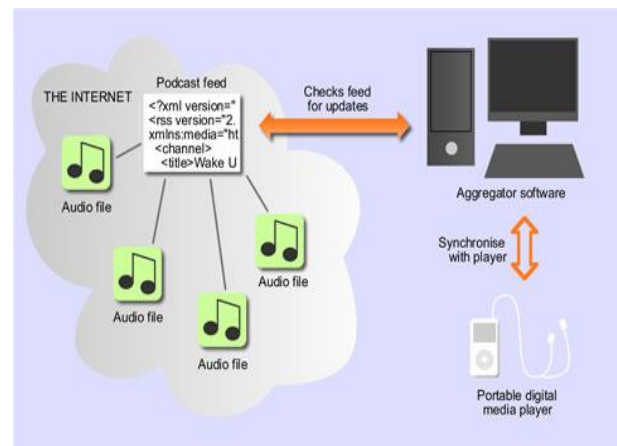 THE INTERNET
Podcast feed
<?xml version="
<rss version="2.
xmlns:media="ht
<channel>
<title>Wake U
Audio file
Audio file
Audio file
Audio file
Checks feed
for updates
Aggregator software
Synchronise
with player
Portable digital
media player